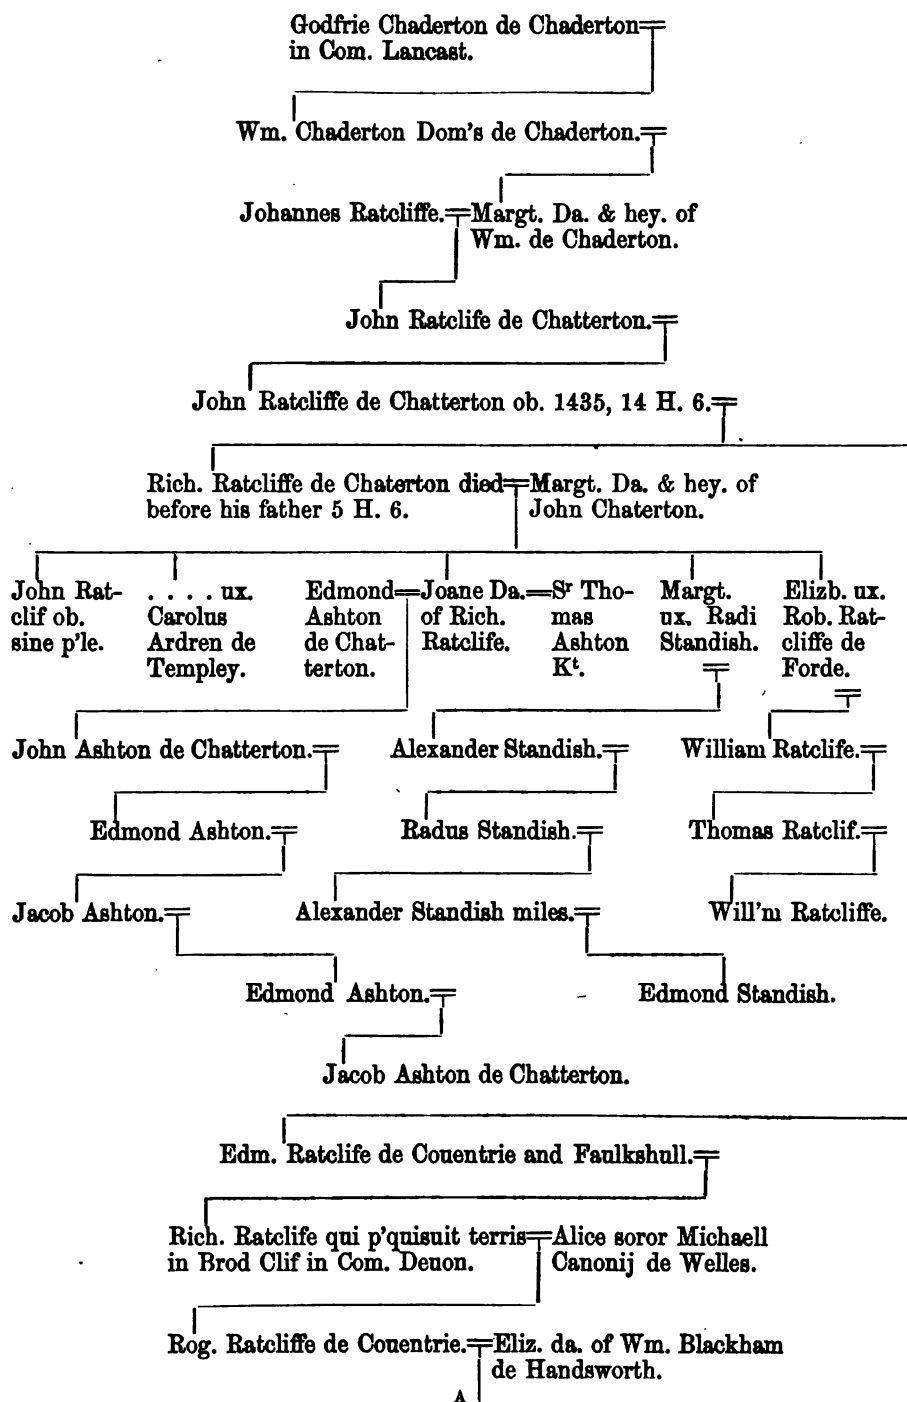 Godfrie Chaderton de Chaderton
in Com. Lancast.
Wm. Chaderton Dom's de Chaderton.
Johannes Ratcliffe.
Margt. Da. & hey. of
Wm. de Chaderton.
John Ratclife de Chatterton.
John Ratcliffe de Chatterton ob. 1435, 14 H. 6.
Rich. Ratcliffe de Chaterton died
before his father 5 H. 6.
Margt. Da. & hey. of
John Chaterton.
John Rat-
clif ob.
sine p'le.
. . . . ux.
Carolus
Ardren de
Templey.
Edmond
Ashton
de Chat-
terton.
Joane Da.
of Rich.
Ratclife.
Sr Tho-
mas
Ashton
Kt.
Margt.
ux. Radi
Standish.
Elizb. ux.
Rob. Rat-
cliffe de
Forde.
John Ashton de Chatterton.
Alexander Standish.
William Ratclife.
Edmond Ashton.
Radus Standish.
Thomas Ratclif.
Jacob Ashton.
Alexander Standish miles.
Will'm Ratcliffe.
Edmond Ashton.
Edmond Standish.
Jacob Ashton de Chatterton.
Edm. Ratclife de Couentrie and Faulkshull.
Rich. Ratclife qui p'quisuit terris
in Brod Clif in Com. Deuon.
Alice soror Michaell
Canonij de Welles.
Rog. Ratcliffe de Couentrie.
Eliz. da. of Wm. Blackham
de Handsworth.
A